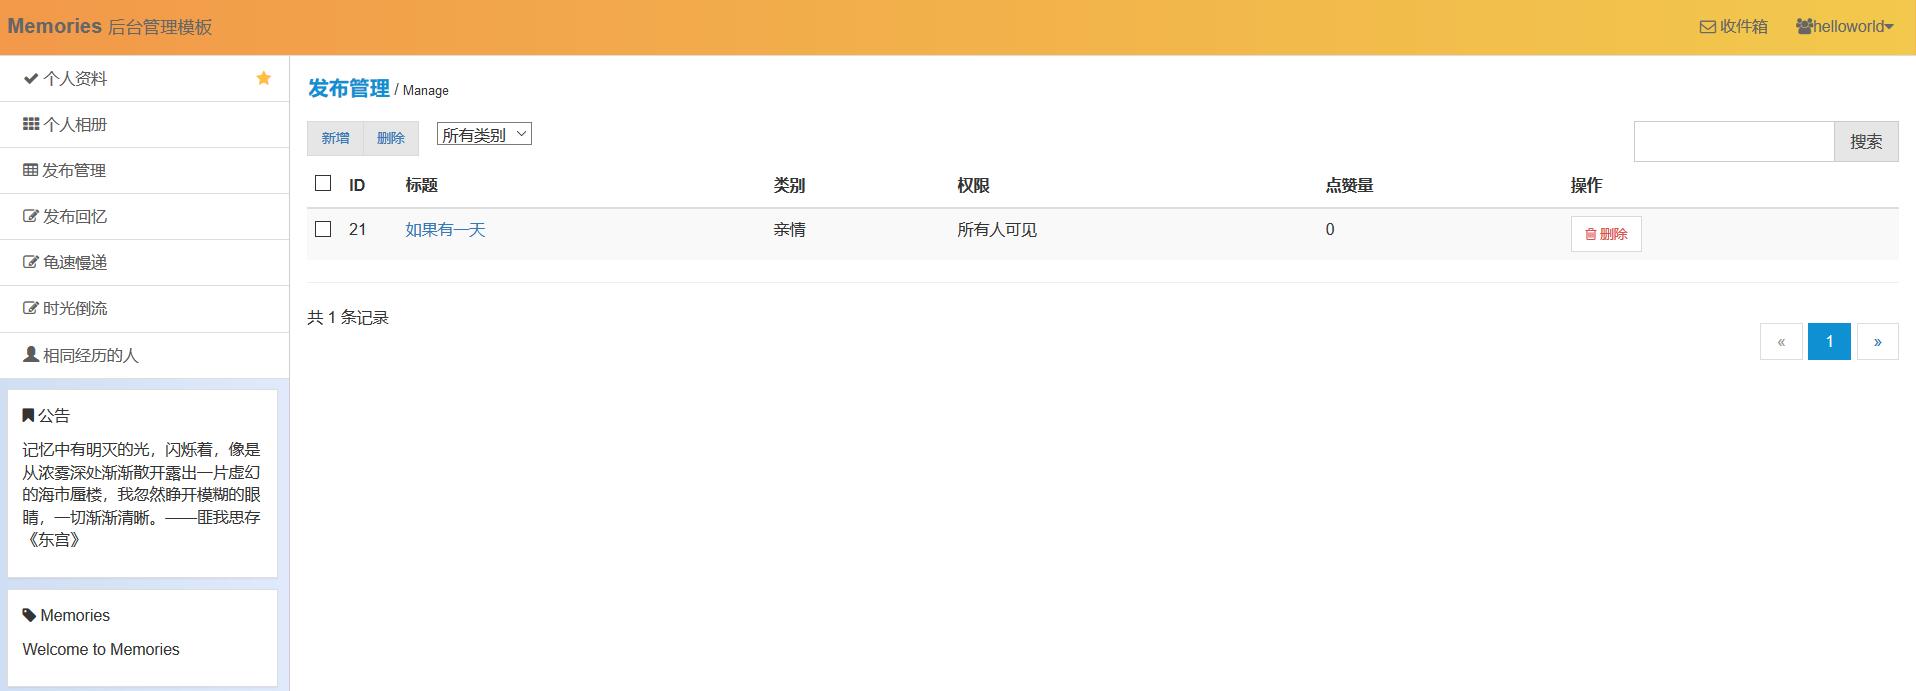 Memories 后台管理模板
收件箱 helloworld
个人资料
个人相册
发布管理
发布回忆
龟速慢递
时光倒流
相同经历的人
公告
记忆中有明灭的光，闪烁着，像是
从浓雾深处渐渐散开露出一片虚幻
的海市蜃楼，我忽然睁开模糊的眼
睛，一切渐渐清晰。——匪我思存
《东宫》
Memories
Welcome to Memories
发布管理 / Manage
新增 删除 所有类别 搜索
ID 标题 类别 权限 点赞量 操作
21 如果有一天 亲情 所有人可见 0 删除
共 1 条记录
« 1 »